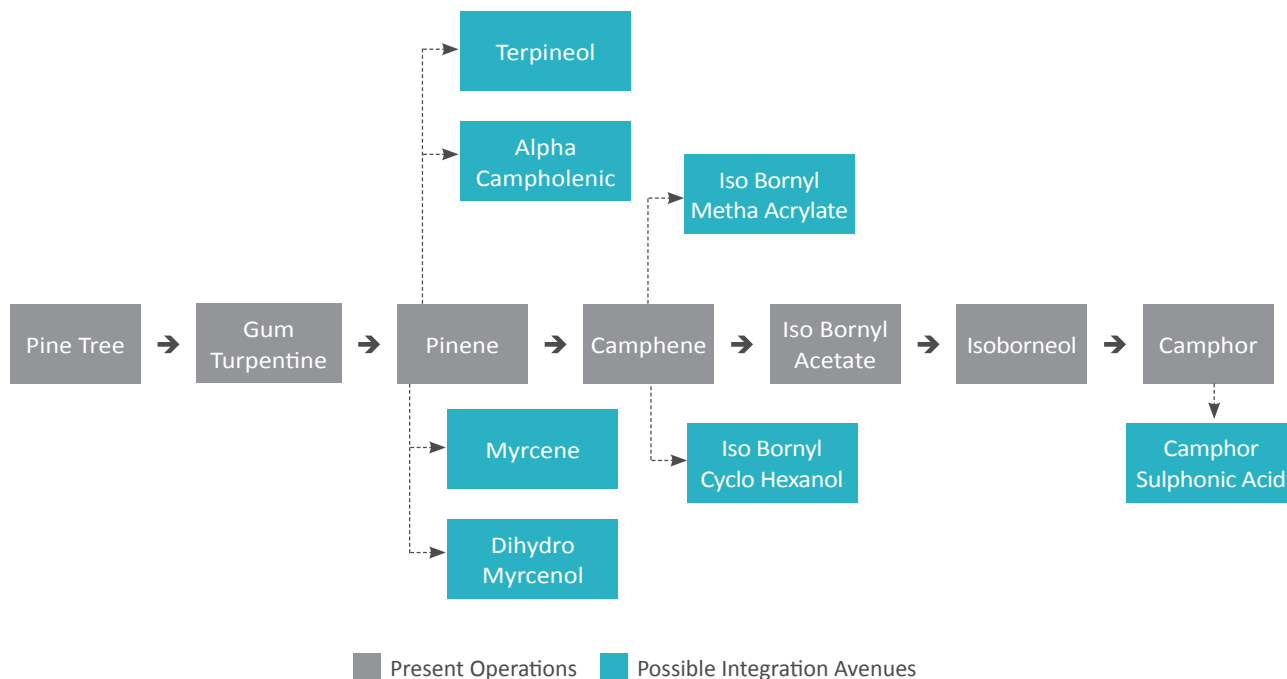 Terpineol
Alpha
Campholenic
Iso Bornyl
Metha Acrylate
Pine Tree
Gum
Turpentine
Pinene
Camphene
Iso Bornyl
Acetate
Isoborneol
Camphor
Myrcene
Iso Bornyl
Cyclo Hexanol
Camphor
Sulphonic Acid
Dihydro
Myrcenol
Present Operations
Possible Integration Avenues